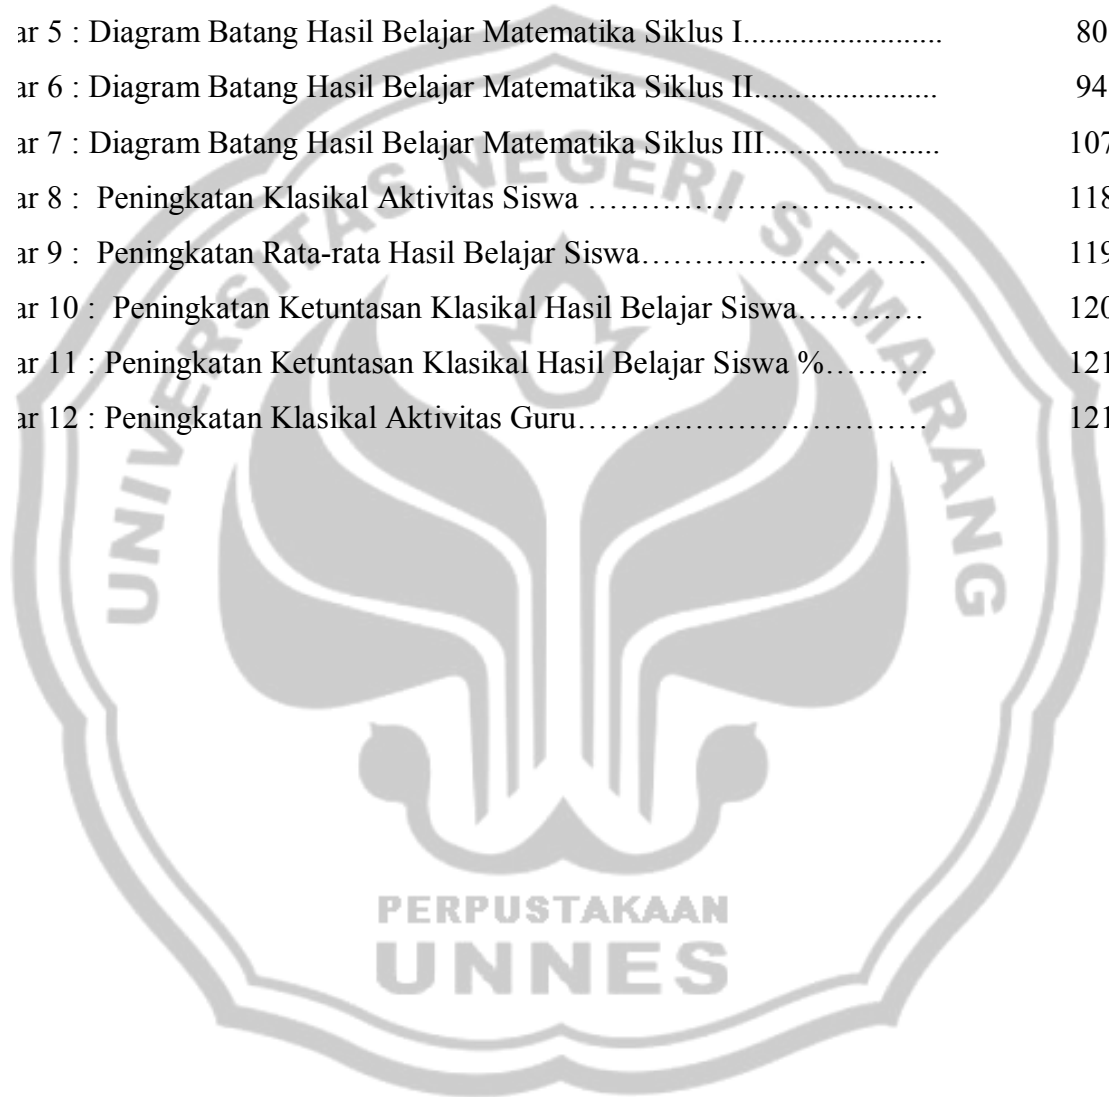 ar 5 : Diagram Batang Hasil Belajar Matematika Siklus I......................... 80
ar 6 : Diagram Batang Hasil Belajar Matematika Siklus II....................... 94
ar 7 : Diagram Batang Hasil Belajar Matematika Siklus III...................... 107
ar 8 : Peningkatan Klasikal Aktivitas Siswa …………………………. 118
ar 9 : Peningkatan Rata-rata Hasil Belajar Siswa……………………… 119
ar 10 : Peningkatan Ketuntasan Klasikal Hasil Belajar Siswa………… 120
ar 11 : Peningkatan Ketuntasan Klasikal Hasil Belajar Siswa %………. 121
ar 12 : Peningkatan Klasikal Aktivitas Guru…………………………… 121
UNIVERSITAS NEGERI SEMARANG
PERPUSTAKAAN
UNNES